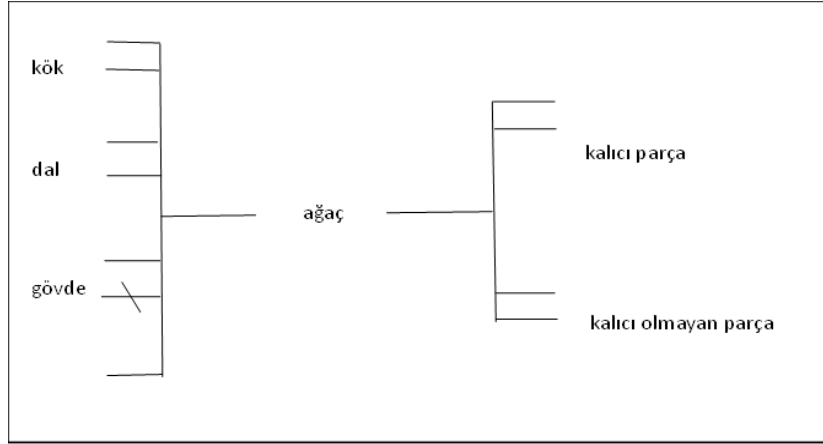 kök
dal
gövde
ağaç
kalıcı parça
kalıcı olmayan parça